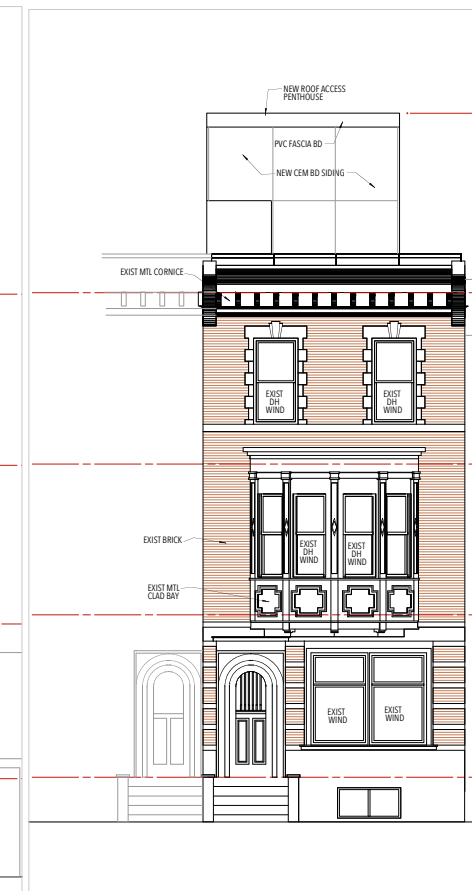 NEW ROOF ACCESS
PENTHOUSE
PVC FASCIA BD
NEW CEM BD SIDING
EXIST MTL CORNICE
EXIST
DH
WIND
EXIST
DH
WIND
EXIST BRICK
EXIST
DH
WIND
EXIST
DH
WIND
EXIST MTL
CLAD BAY
EXIST
WIND
EXIST
WIND